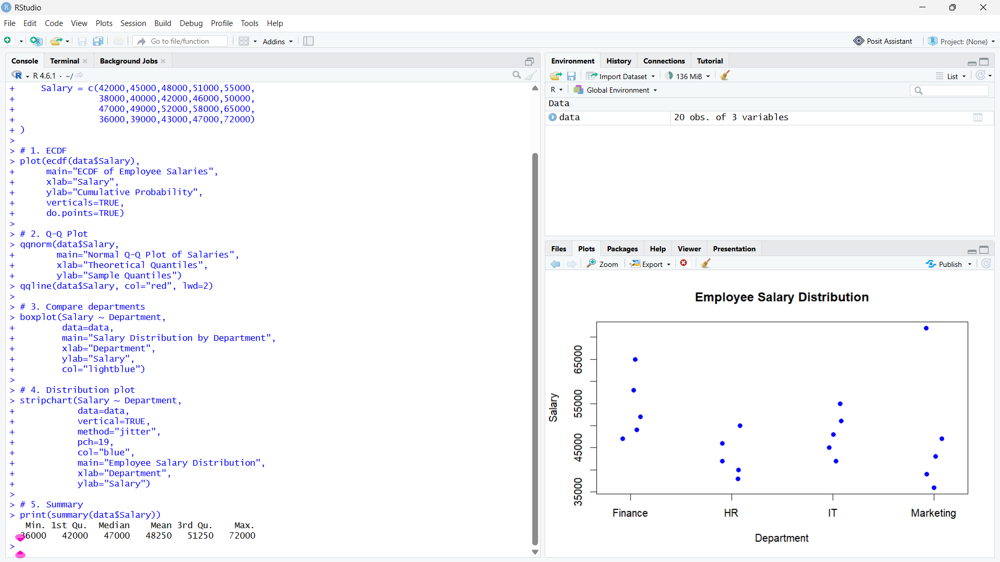 RStudio
File Edit Code View Plots Session Build Debug Profile Tools Help
Go to file/function Addins Posit Assistant Project: (None)
Console Terminal Background Jobs
R 4.6.1 · ~/
+     Salary = c(42000,45000,48000,51000,55000,
+                38000,40000,42000,46000,50000,
+                47000,49000,52000,58000,65000,
+                36000,39000,43000,47000,72000)
+ )
>
> # 1. ECDF
> plot(ecdf(data$Salary),
+      main="ECDF of Employee Salaries",
+      xlab="Salary",
+      ylab="Cumulative Probability",
+      verticals=TRUE,
+      do.points=TRUE)
>
> # 2. Q-Q Plot
> qqnorm(data$Salary,
+        main="Normal Q-Q Plot of Salaries",
+        xlab="Theoretical Quantiles",
+        ylab="Sample Quantiles")
> qqline(data$Salary, col="red", lwd=2)
>
> # 3. Compare departments
> boxplot(Salary ~ Department,
+         data=data,
+         main="Salary Distribution by Department",
+         xlab="Department",
+         ylab="Salary",
+         col="lightblue")
>
> # 4. Distribution plot
> stripchart(Salary ~ Department,
+            data=data,
+            vertical=TRUE,
+            method="jitter",
+            pch=19,
+            col="blue",
+            main="Employee Salary Distribution",
+            xlab="Department",
+            ylab="Salary")
>
> # 5. Summary
> print(summary(data$Salary))
   Min. 1st Qu.  Median    Mean 3rd Qu.    Max.
  36000   42000   47000   48250   51250   72000
>
Environment History Connections Tutorial
Import Dataset 136 MiB List
R Global Environment
Data
data 20 obs. of 3 variables
Files Plots Packages Help Viewer Presentation
Zoom Export Publish
Employee Salary Distribution
Salary
65000
55000
45000
35000
Finance HR IT Marketing
Department